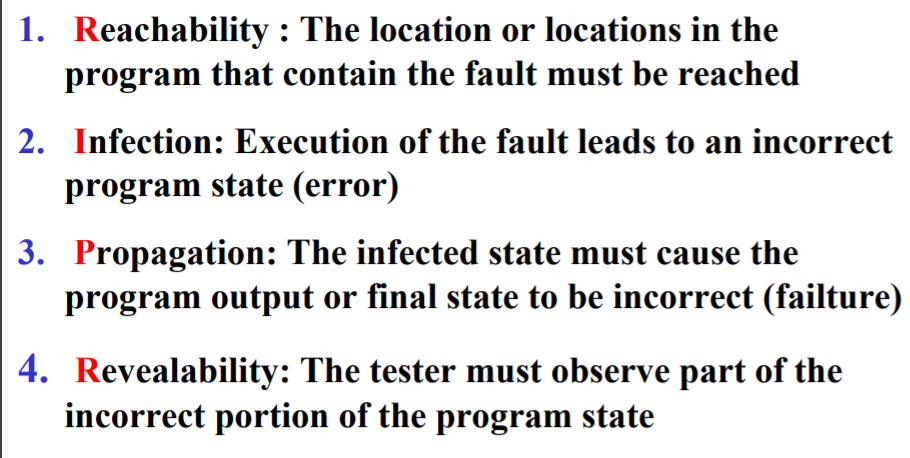 1. Reachability : The location or locations in the
program that contain the fault must be reached
2. Infection: Execution of the fault leads to an incorrect
program state (error)
3. Propagation: The infected state must cause the
program output or final state to be incorrect (failture)
4. Revealability: The tester must observe part of the
incorrect portion of the program state